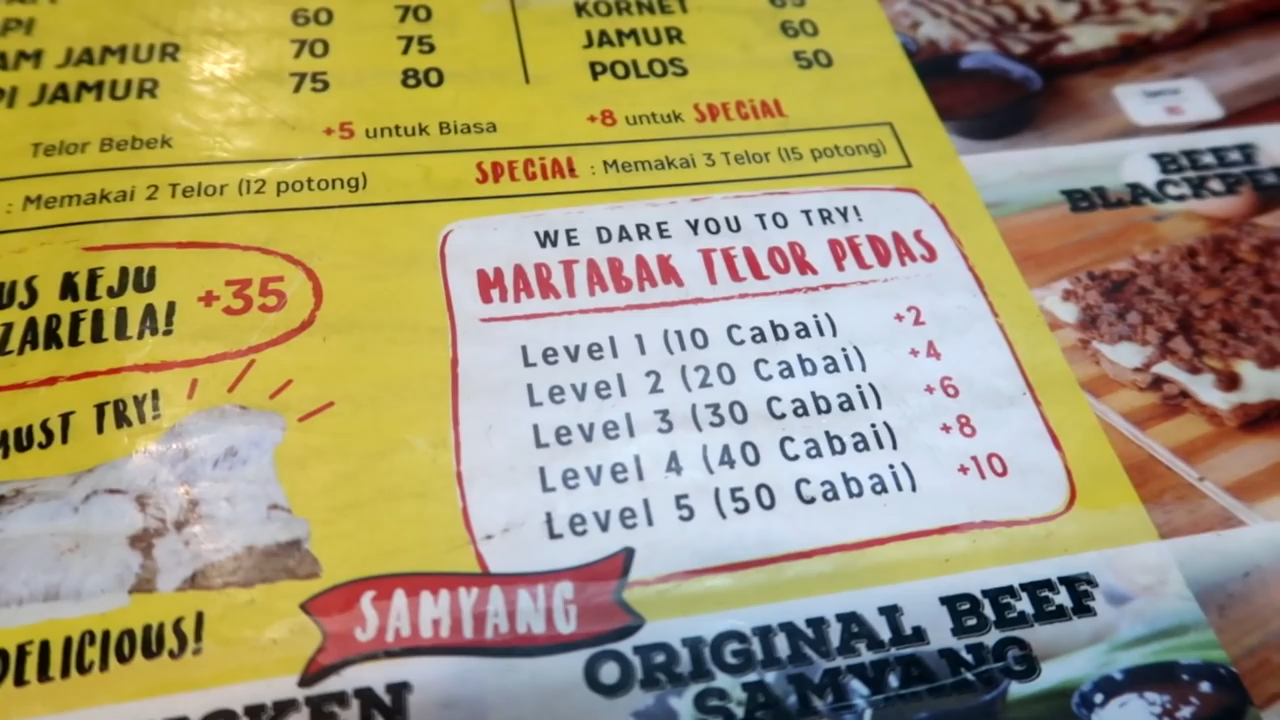 60 70
AM JAMUR 70 75
PI JAMUR 75 80
KORNET
JAMUR 60
POLOS 50
Telor Bebek +5 untuk Biasa +8 untuk SPECIAL
: Memakai 2 Telor (12 potong) SPECIAL : Memakai 3 Telor (15 potong)
US KEJU
ZARELLA! +35
MUST TRY!
DELICIOUS!
WE DARE YOU TO TRY!
MARTABAK TELOR PEDAS
Level 1 (10 Cabai) +2
Level 2 (20 Cabai) +4
Level 3 (30 Cabai) +6
Level 4 (40 Cabai) +8
Level 5 (50 Cabai) +10
SAMYANG
ORIGINAL BEEF
SAMYANG
CKEN
BEEF
BLACKPE